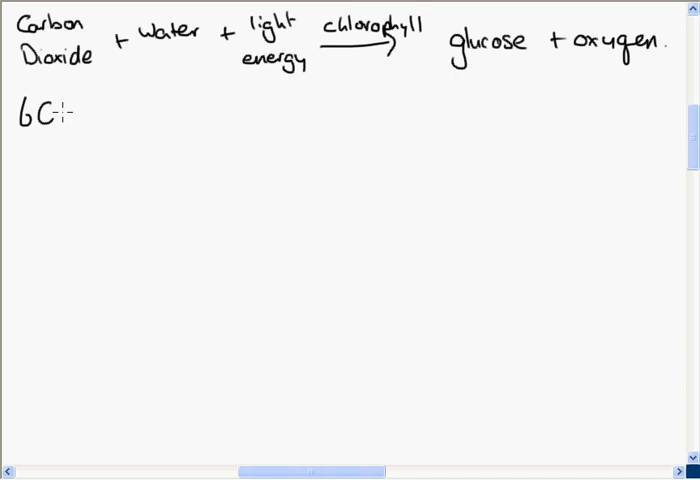 Carbon Dioxide + water + light energy chlorophyll → glucose + oxygen.
6C